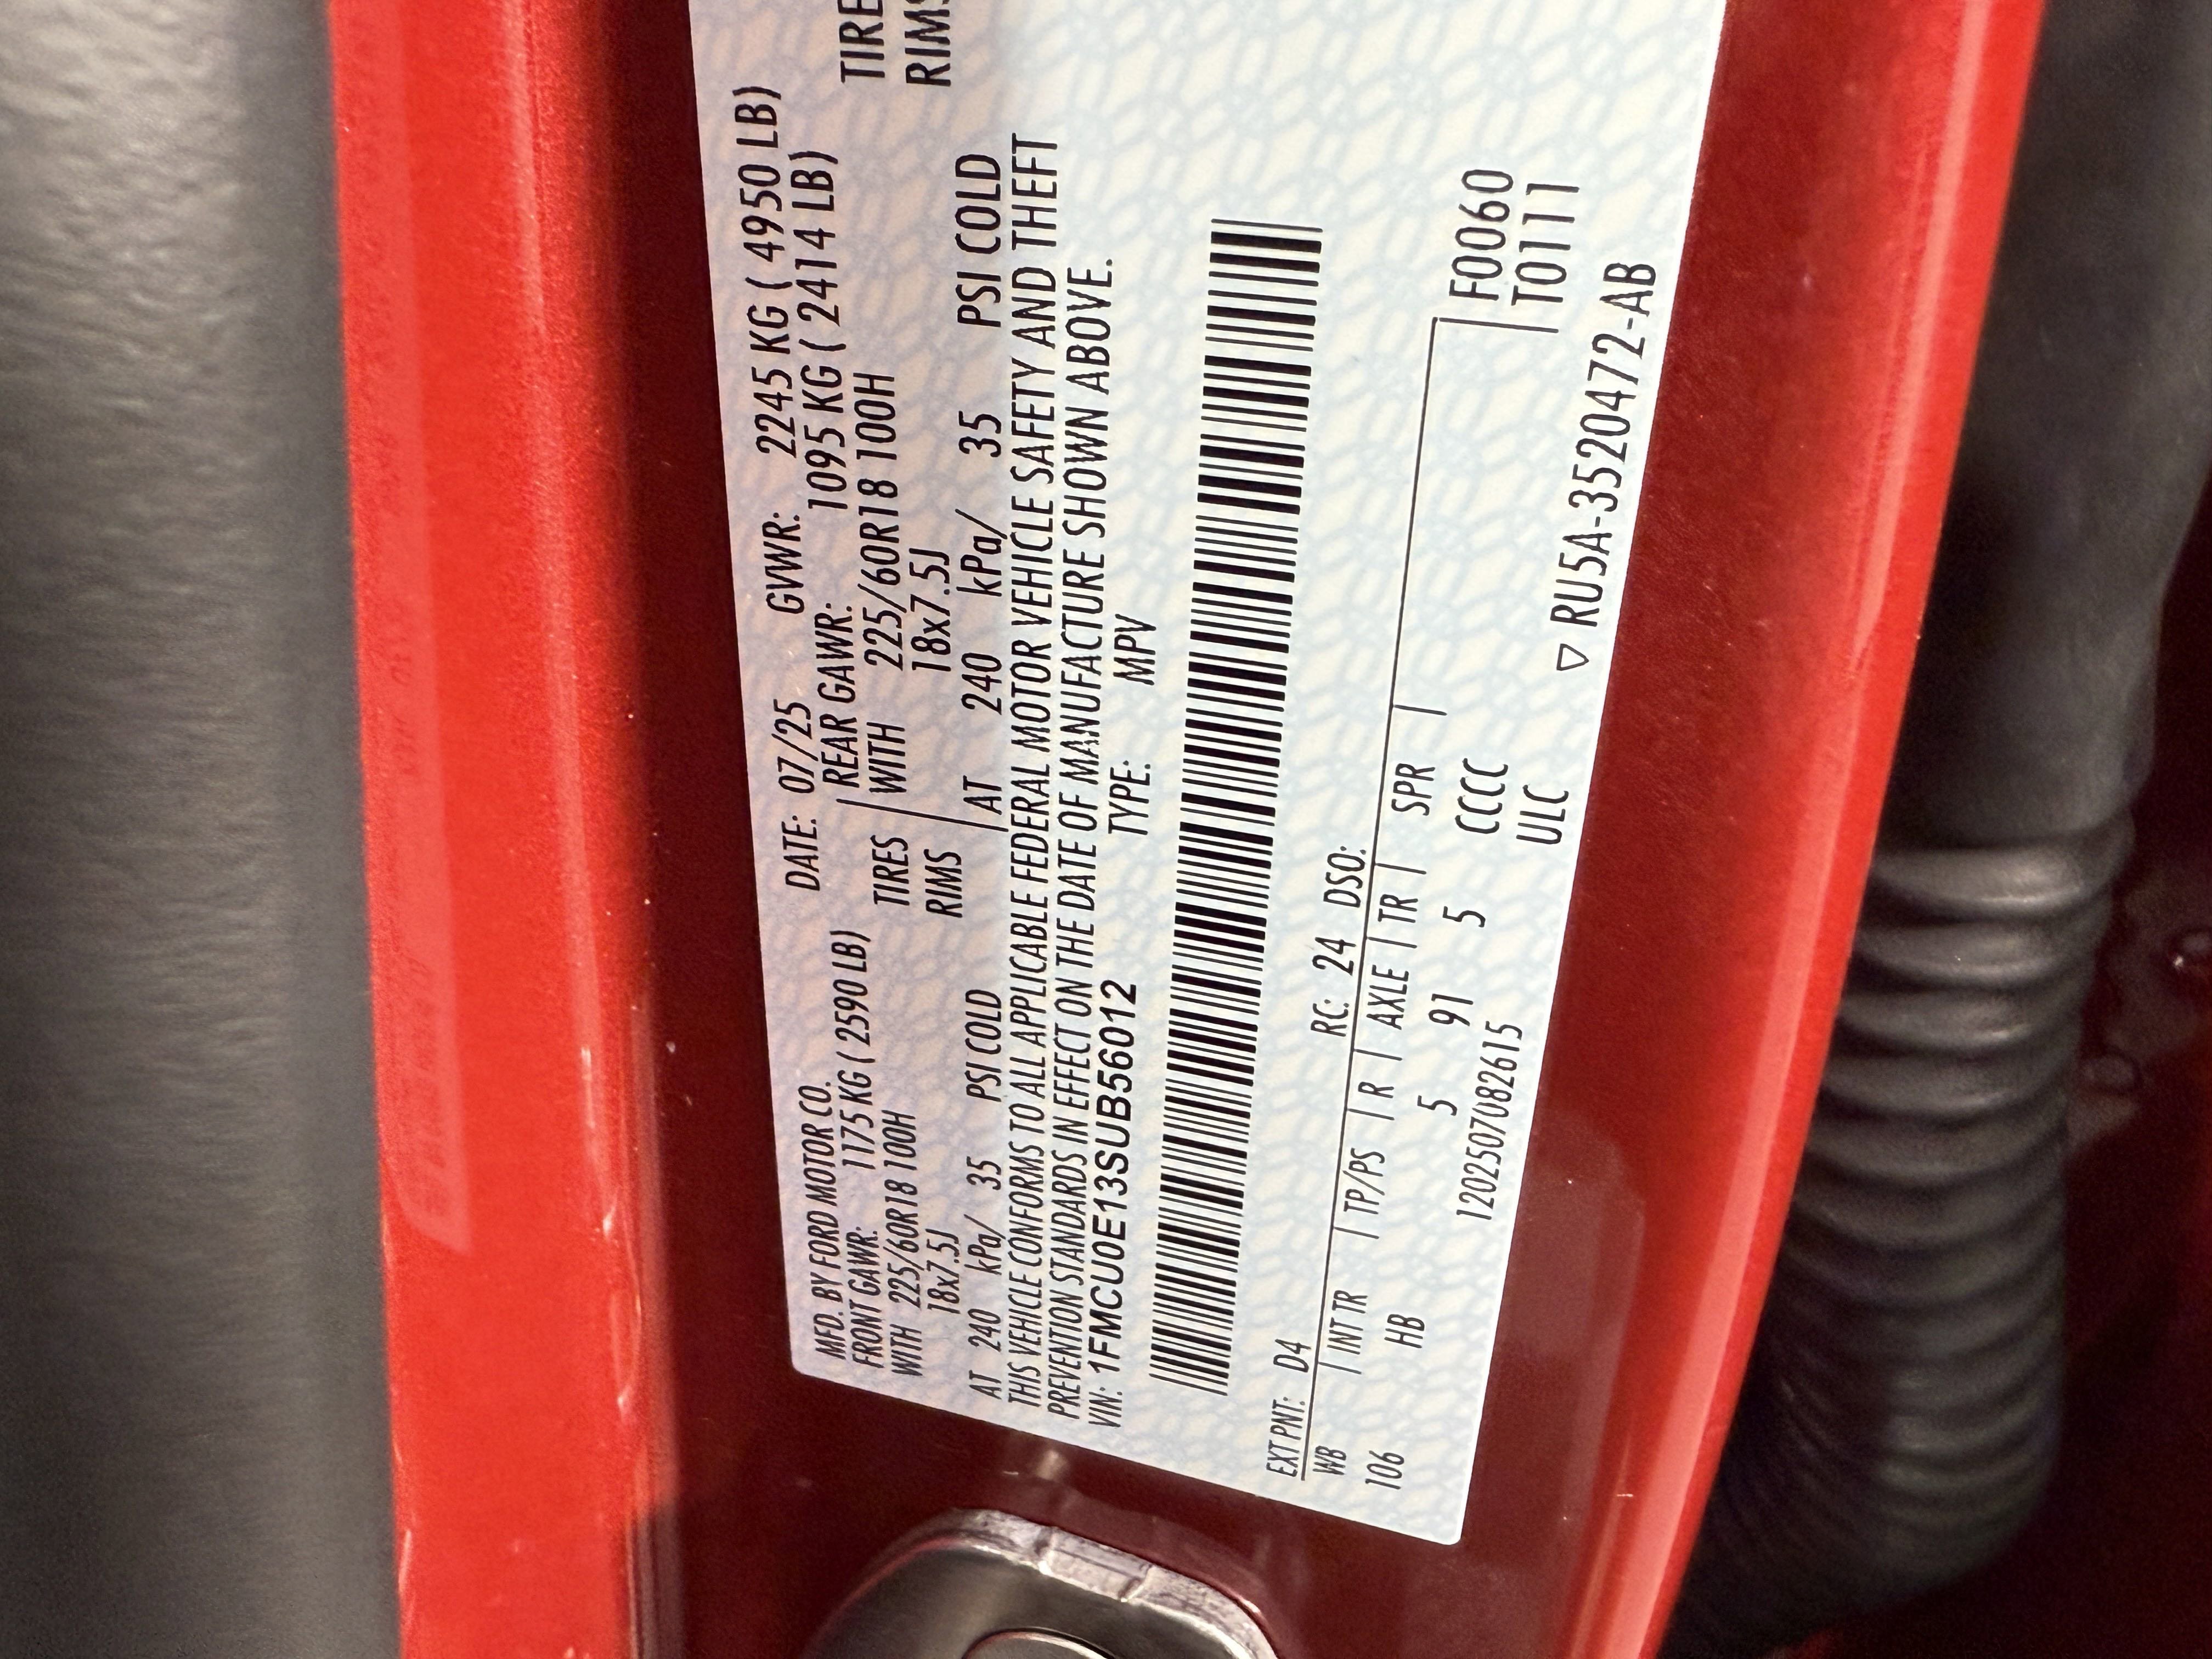 MFD. BY FORD MOTOR CO. DATE: 07/25 GVWR: 2245 KG ( 4950 LB)
FRONT GAWR: 1175 KG ( 2590 LB) REAR GAWR: 1095 KG ( 2414 LB)
WITH 225/60R18 100H TIRES WITH 225/60R18 100H TIRE
18x7.5J RIMS 18x7.5J RIMS
AT 240 kPa/ 35 PSI COLD AT 240 kPa/ 35 PSI COLD
THIS VEHICLE CONFORMS TO ALL APPLICABLE FEDERAL MOTOR VEHICLE SAFETY AND THEFT
PREVENTION STANDARDS IN EFFECT ON THE DATE OF MANUFACTURE SHOWN ABOVE.
VIN: 1FMCU0E13SUB56012 TYPE: MPV
EXT PNT: D4 RC: 24 DSO:
WB INT TR TP/PS R AXLE TR SPR
106 HB 5 91 5 CCCC F0060
1202507082615 ULC T0111
▽ RU5A-3520472-AB